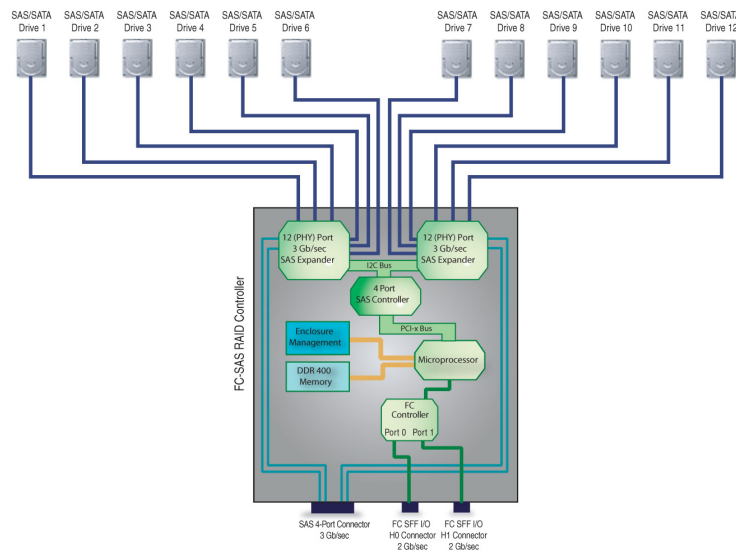 SAS/SATA
Drive 1
SAS/SATA
Drive 2
SAS/SATA
Drive 3
SAS/SATA
Drive 4
SAS/SATA
Drive 5
SAS/SATA
Drive 6
SAS/SATA
Drive 7
SAS/SATA
Drive 8
SAS/SATA
Drive 9
SAS/SATA
Drive 10
SAS/SATA
Drive 11
SAS/SATA
Drive 12
FC-SAS RAID Controller
12 (PHY) Port
3 Gb/sec
SAS Expander
12 (PHY) Port
3 Gb/sec
SAS Expander
I2C Bus
4 Port
SAS Controller
PCI-x Bus
Enclosure
Management
Microprocessor
DDR 400
Memory
FC
Controller
Port 0 Port 1
SAS 4-Port Connector
3 Gb/sec
FC SFF I/O
H0 Connector
2 Gb/sec
FC SFF I/O
H1 Connector
2 Gb/sec